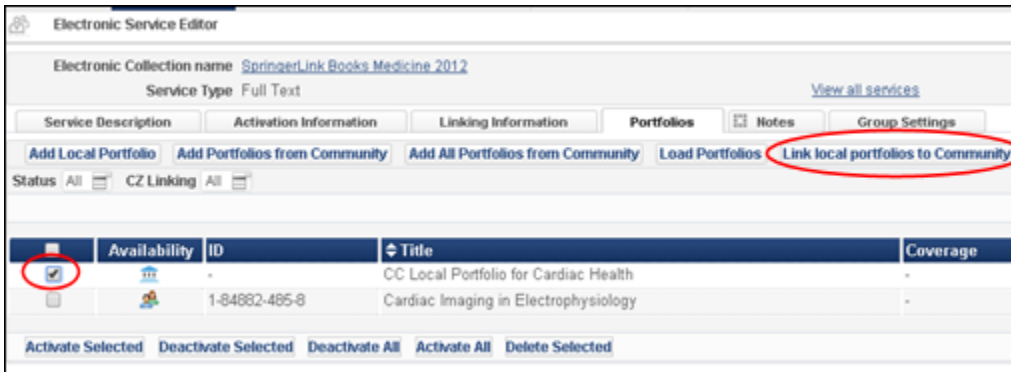 Electronic Service Editor
Electronic Collection name SpringerLink Books Medicine 2012
Service Type Full Text View all services
Service Description Activation Information Linking Information Portfolios Notes Group Settings
Add Local Portfolio Add Portfolios from Community Add All Portfolios from Community Load Portfolios Link local portfolios to Community
Status All CZ Linking All
Availability ID Title Coverage
- CC Local Portfolio for Cardiac Health -
1-84882-485-8 Cardiac Imaging in Electrophysiology -
Activate Selected Deactivate Selected Deactivate All Activate All Delete Selected